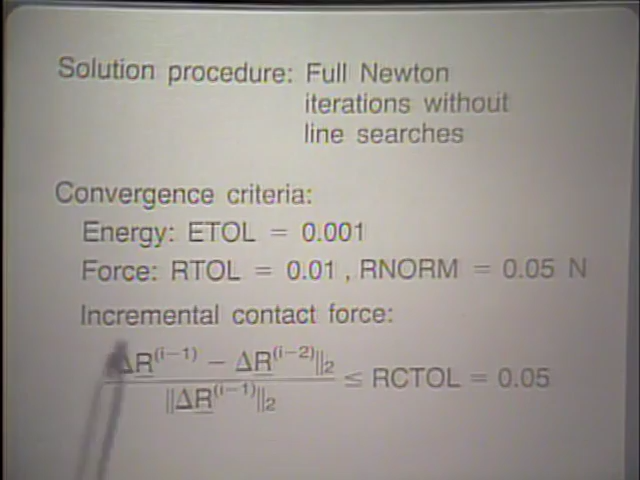 Solution procedure: Full Newton
iterations without
line searches
Convergence criteria:
Energy: ETOL = 0.001
Force: RTOL = 0.01 , RNORM = 0.05 N
Incremental contact force:
ΔR^(i−1) − ΔR^(i−2)||₂
||ΔR^(i−1)||₂ ≤ RCTOL = 0.05